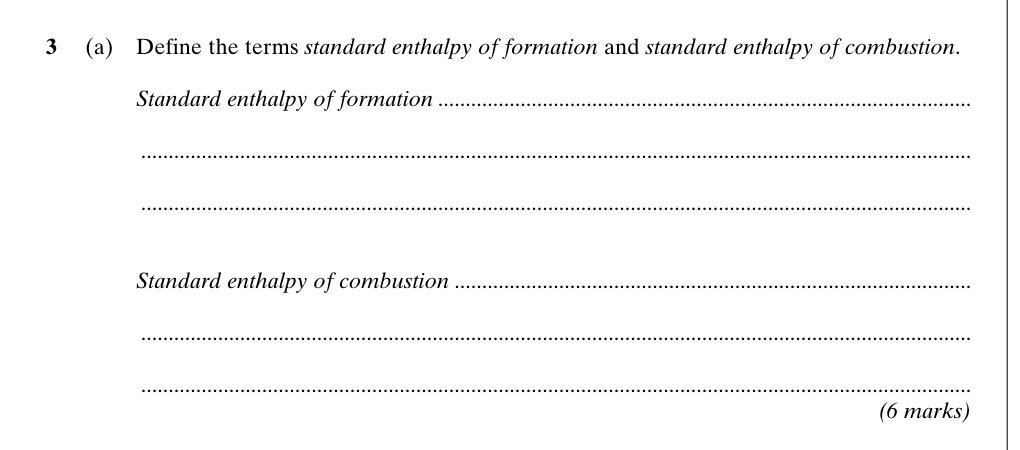 3 (a) Define the terms standard enthalpy of formation and standard enthalpy of combustion.
Standard enthalpy of formation ................................................................................................
......................................................................................................................................................
......................................................................................................................................................
Standard enthalpy of combustion .............................................................................................
......................................................................................................................................................
......................................................................................................................................................
(6 marks)